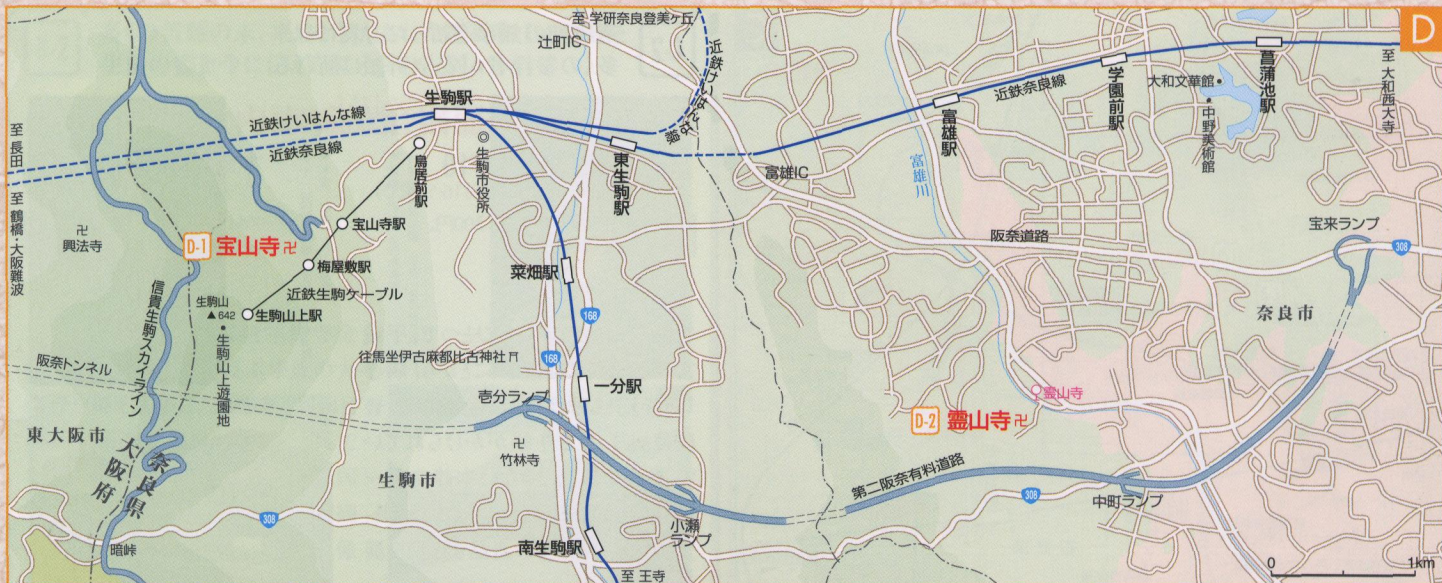 D
至 学研奈良登美ヶ丘
辻町IC
近鉄けいはんな線
生駒駅
近鉄けいはんな線
近鉄奈良線
至 長田
至 鶴橋・大阪難波
鳥居前駅
◎生駒市役所
東生駒駅
富雄IC
富雄駅
富雄川
近鉄奈良線
学園前駅
大和文華館
中野美術館
菖蒲池駅
至 大和西大寺
卍
興法寺
D-1 宝山寺 卍
宝山寺駅
梅屋敷駅
近鉄生駒ケーブル
生駒山上駅
生駒山
▲642
生駒山上遊園地
信貴生駒スカイライン
菜畑駅
168
168
阪奈道路
宝来ランプ
308
奈良市
往馬坐伊古麻都比古神社
一分駅
壱分ランプ
卍
竹林寺
阪奈トンネル
東大阪市
大阪府
奈良県
生駒市
308
暗峠
南生駒駅
至 王寺
小瀬
ランプ
第二阪奈有料道路
308
中町ランプ
霊山寺
D-2 霊山寺 卍
0 1km